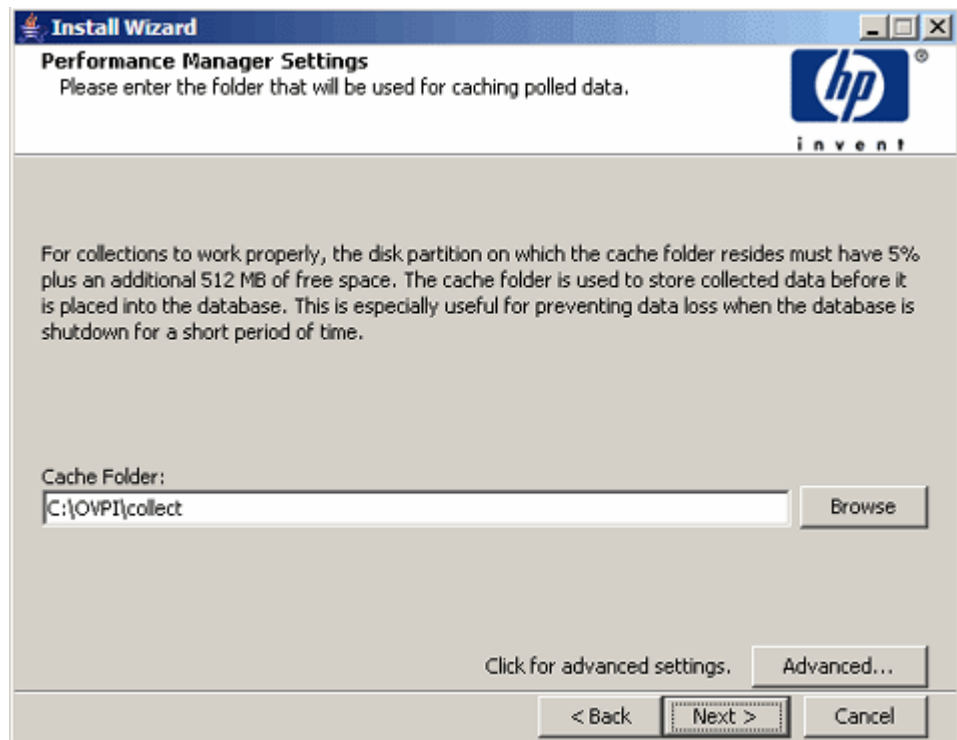 Install Wizard
Performance Manager Settings
Please enter the folder that will be used for caching polled data.
hp
®
invent
For collections to work properly, the disk partition on which the cache folder resides must have 5%
plus an additional 512 MB of free space. The cache folder is used to store collected data before it
is placed into the database. This is especially useful for preventing data loss when the database is
shutdown for a short period of time.
Cache Folder:
C:\OVPI\collect
Browse
Click for advanced settings.
Advanced...
< Back
Next >
Cancel